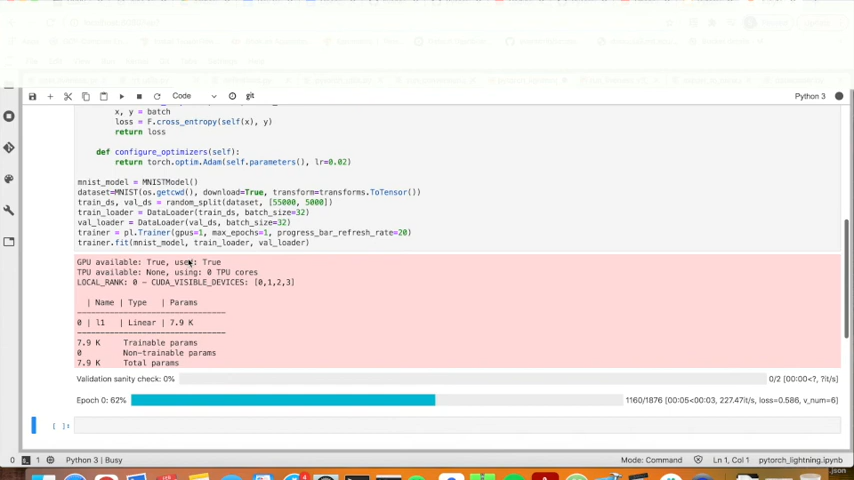 Code
git
Python 3
x, y = batch
loss = F.cross_entropy(self(x), y)
return loss
def configure_optimizers(self):
return torch.optim.Adam(self.parameters(), lr=0.02)
mnist_model = MNISTModel()
dataset=MNIST(os.getcwd(), download=True, transform=transforms.ToTensor())
train_ds, val_ds = random_split(dataset, [55000, 5000])
train_loader = DataLoader(train_ds, batch_size=32)
val_loader = DataLoader(val_ds, batch_size=32)
trainer = pl.Trainer(gpus=1, max_epochs=1, progress_bar_refresh_rate=20)
trainer.fit(mnist_model, train_loader, val_loader)
GPU available: True, used: True
TPU available: None, using: 0 TPU cores
LOCAL_RANK: 0 - CUDA_VISIBLE_DEVICES: [0,1,2,3]
| Name | Type | Params
--------------------------------
0 | l1 | Linear | 7.9 K
--------------------------------
7.9 K Trainable params
0 Non-trainable params
7.9 K Total params
Validation sanity check: 0% 0/2 [00:00<?, ?it/s]
Epoch 0: 62% 1160/1876 [00:05<00:03, 227.47it/s, loss=0.586, v_num=6]
[ ]:
0 1 Python 3 | Busy Mode: Command Ln 1, Col 1 pytorch_lightning.ipynb
.json